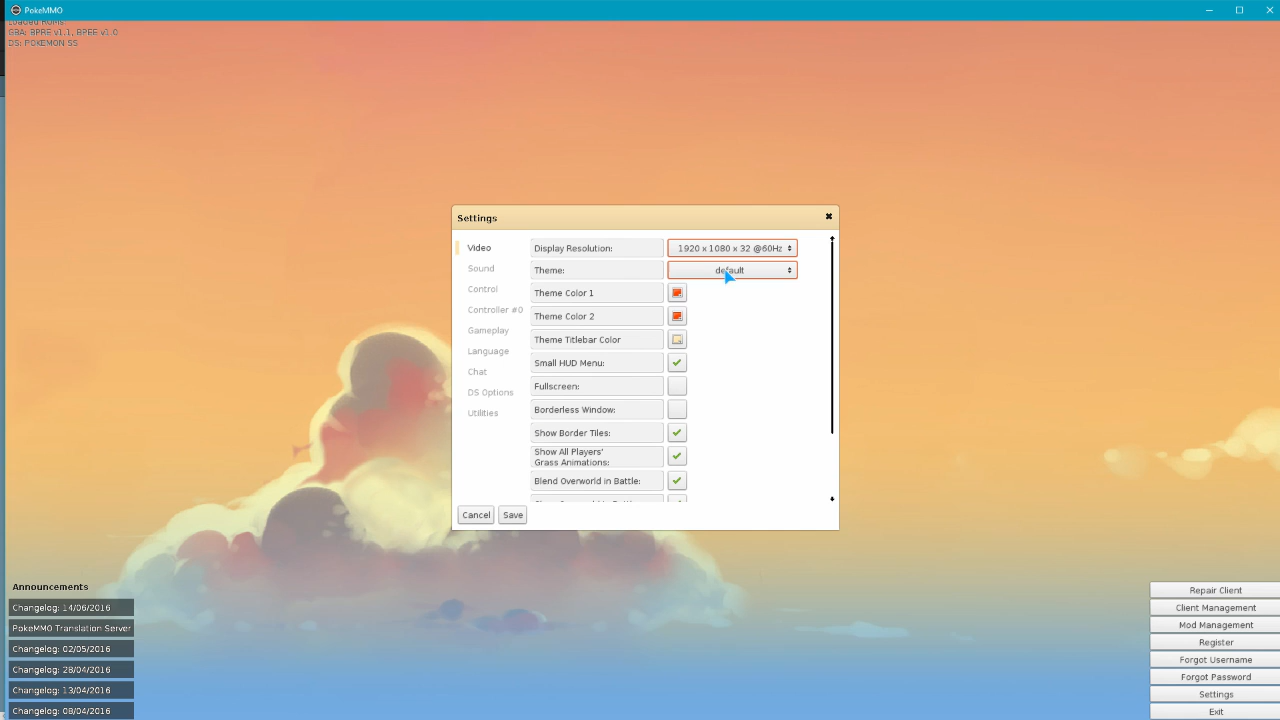 PokeMMO
Loaded ROMs:
GBA: BPRE v1.1, BPEE v1.0
DS: POKEMON SS
Settings
Video
Sound
Control
Controller #0
Gameplay
Language
Chat
DS Options
Utilities
Display Resolution:
1920 x 1080 x 32 @60Hz
Theme:
default
Theme Color 1
Theme Color 2
Theme Titlebar Color
Small HUD Menu:
Fullscreen:
Borderless Window:
Show Border Tiles:
Show All Players'
Grass Animations:
Blend Overworld in Battle:
Cancel
Save
Announcements
Changelog: 14/06/2016
PokeMMO Translation Server
Changelog: 02/05/2016
Changelog: 28/04/2016
Changelog: 13/04/2016
Changelog: 08/04/2016
Repair Client
Client Management
Mod Management
Register
Forgot Username
Forgot Password
Settings
Exit